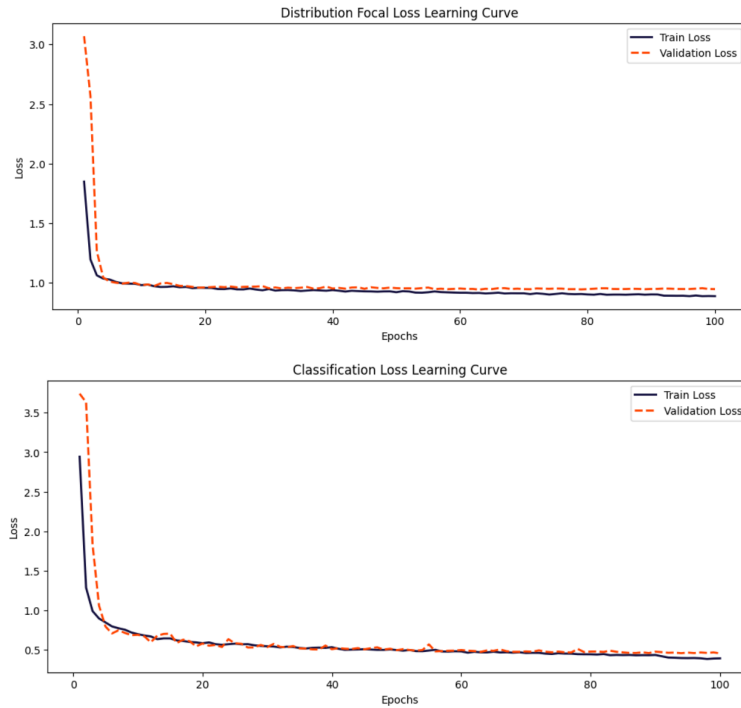 Distribution Focal Loss Learning Curve
Train Loss
Validation Loss
3.0
2.5
2.0
1.5
1.0
Loss
0
20
40
60
80
100
Epochs
Classification Loss Learning Curve
Train Loss
Validation Loss
3.5
3.0
2.5
2.0
1.5
1.0
0.5
Loss
0
20
40
60
80
100
Epochs